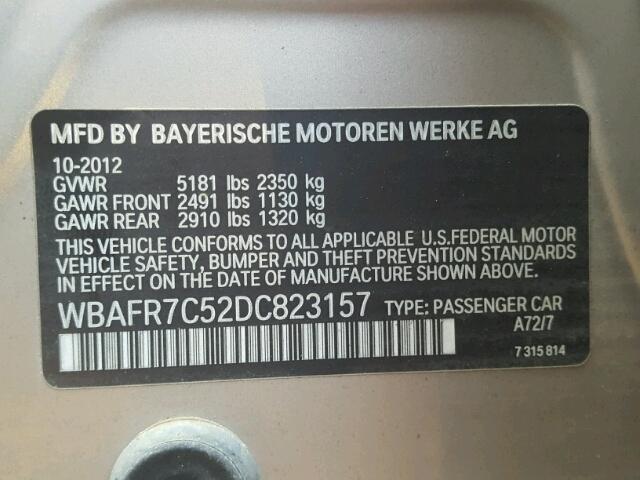 MFD BY BAYERISCHE MOTOREN WERKE AG
10-2012
GVWR 5181 lbs 2350 kg
GAWR FRONT 2491 lbs 1130 kg
GAWR REAR 2910 lbs 1320 kg
THIS VEHICLE CONFORMS TO ALL APPLICABLE U.S.FEDERAL MOTOR
VEHICLE SAFETY, BUMPER AND THEFT PREVENTION STANDARDS
IN EFFECT ON THE DATE OF MANUFACTURE SHOWN ABOVE.
WBAFR7C52DC823157 TYPE: PASSENGER CAR
A72/7
7 315 814